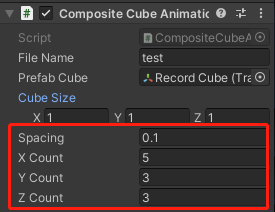 Composite Cube Animatio
Script CompositeCubeA
File Name test
Prefab Cube Record Cube (Tra
Cube Size
X 1 Y 1 Z 1
Spacing 0.1
X Count 5
Y Count 3
Z Count 3